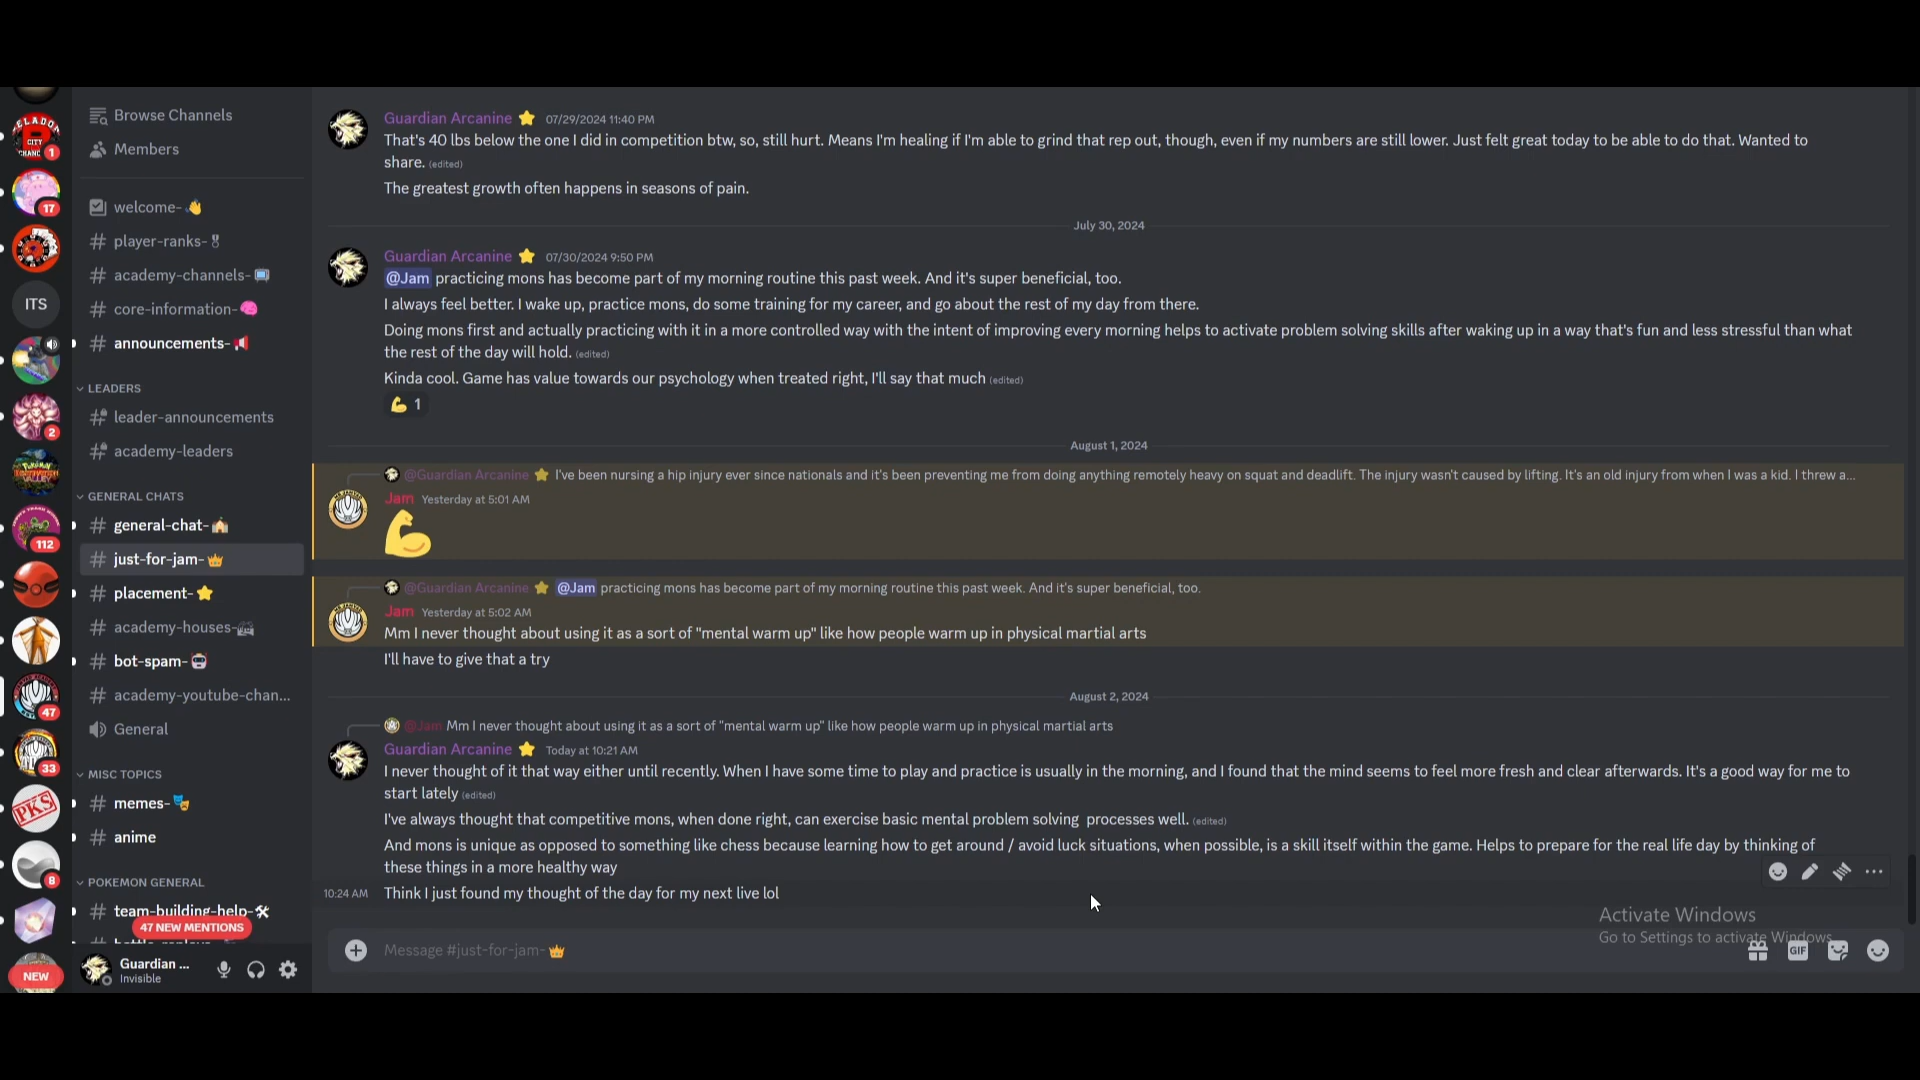 Browse Channels
Members
welcome-
player-ranks-
academy-channels-
core-information-
announcements-
LEADERS
leader-announcements
academy-leaders
GENERAL CHATS
general-chat-
just-for-jam-
placement-
academy-houses-
bot-spam-
academy-youtube-chan...
General
MISC TOPICS
memes-
anime
POKEMON GENERAL
team-building-help-
47 NEW MENTIONS
Guardian ...
Invisible
CITY
1
17
ITS
2
112
47
33
PKS
8
NEW
Guardian Arcanine 07/29/2024 11:40 PM
That's 40 lbs below the one I did in competition btw, so, still hurt. Means I'm healing if I'm able to grind that rep out, though, even if my numbers are still lower. Just felt great today to be able to do that. Wanted to
share. (edited)
The greatest growth often happens in seasons of pain.
July 30, 2024
Guardian Arcanine 07/30/2024 9:50 PM
@Jam practicing mons has become part of my morning routine this past week. And it's super beneficial, too.
I always feel better. I wake up, practice mons, do some training for my career, and go about the rest of my day from there.
Doing mons first and actually practicing with it in a more controlled way with the intent of improving every morning helps to activate problem solving skills after waking up in a way that's fun and less stressful than what
the rest of the day will hold. (edited)
Kinda cool. Game has value towards our psychology when treated right, I'll say that much (edited)
1
August 1, 2024
@Guardian Arcanine I've been nursing a hip injury ever since nationals and it's been preventing me from doing anything remotely heavy on squat and deadlift. The injury wasn't caused by lifting. It's an old injury from when I was a kid. I threw a...
Jam Yesterday at 5:01 AM
@Guardian Arcanine @Jam practicing mons has become part of my morning routine this past week. And it's super beneficial, too.
Jam Yesterday at 5:02 AM
Mm I never thought about using it as a sort of "mental warm up" like how people warm up in physical martial arts
I'll have to give that a try
August 2, 2024
@Jam Mm I never thought about using it as a sort of "mental warm up" like how people warm up in physical martial arts
Guardian Arcanine Today at 10:21 AM
I never thought of it that way either until recently. When I have some time to play and practice is usually in the morning, and I found that the mind seems to feel more fresh and clear afterwards. It's a good way for me to
start lately (edited)
I've always thought that competitive mons, when done right, can exercise basic mental problem solving processes well. (edited)
And mons is unique as opposed to something like chess because learning how to get around / avoid luck situations, when possible, is a skill itself within the game. Helps to prepare for the real life day by thinking of
these things in a more healthy way
10:24 AM Think I just found my thought of the day for my next live lol
Message #just-for-jam-
GIF
Activate Windows
Go to Settings to activate Windows.